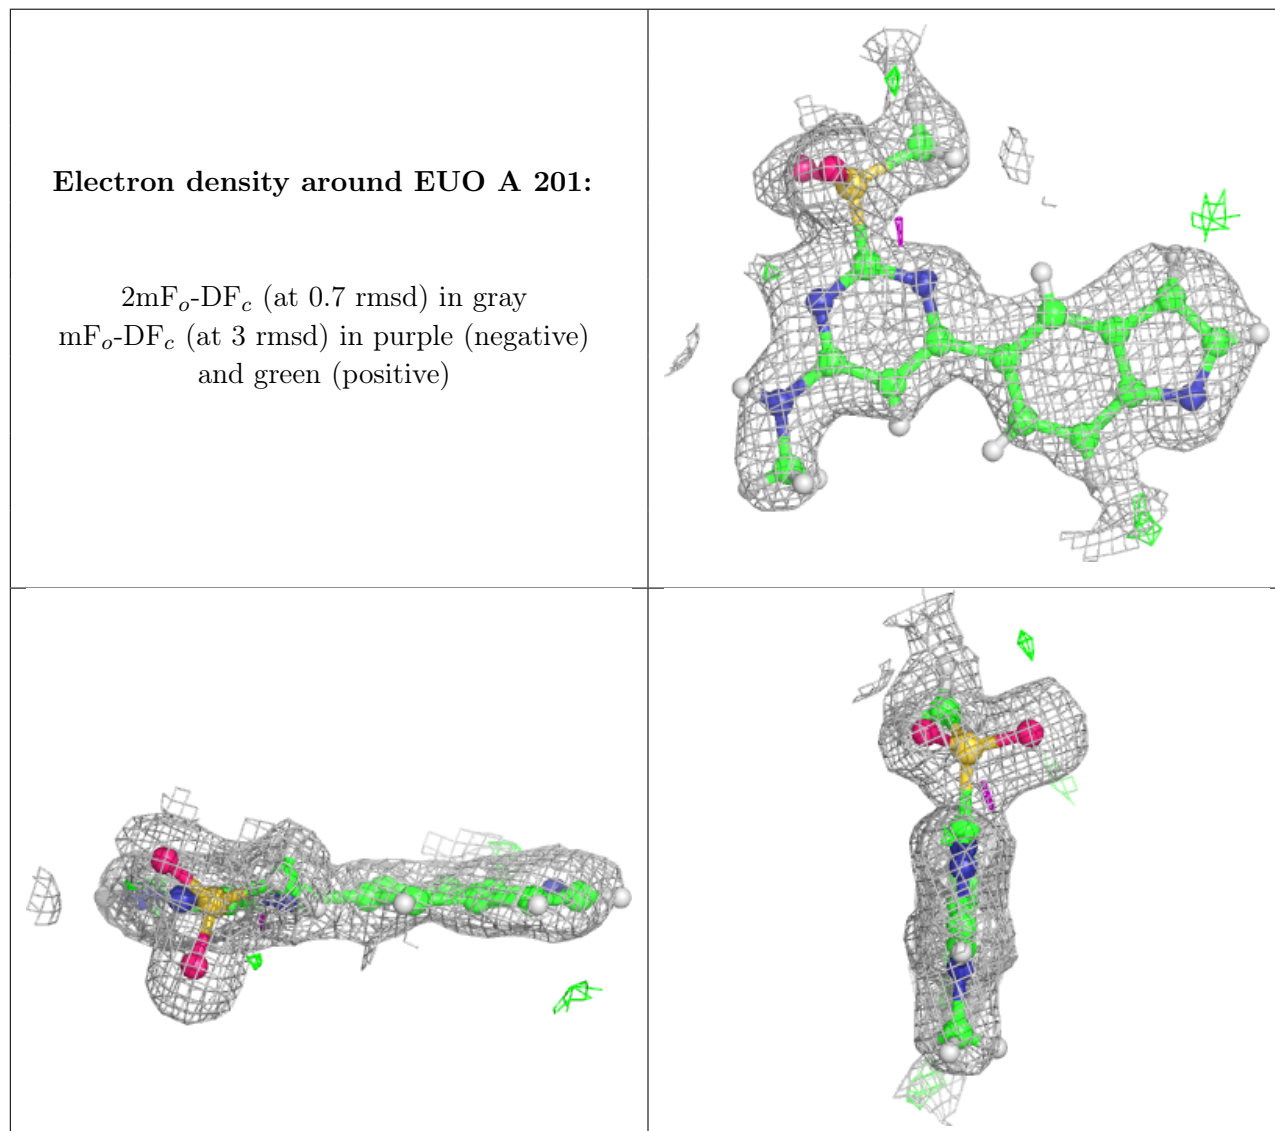 Electron density around EUO A 201:
2mFo-DFc (at 0.7 rmsd) in gray
mFo-DFc (at 3 rmsd) in purple (negative)
and green (positive)